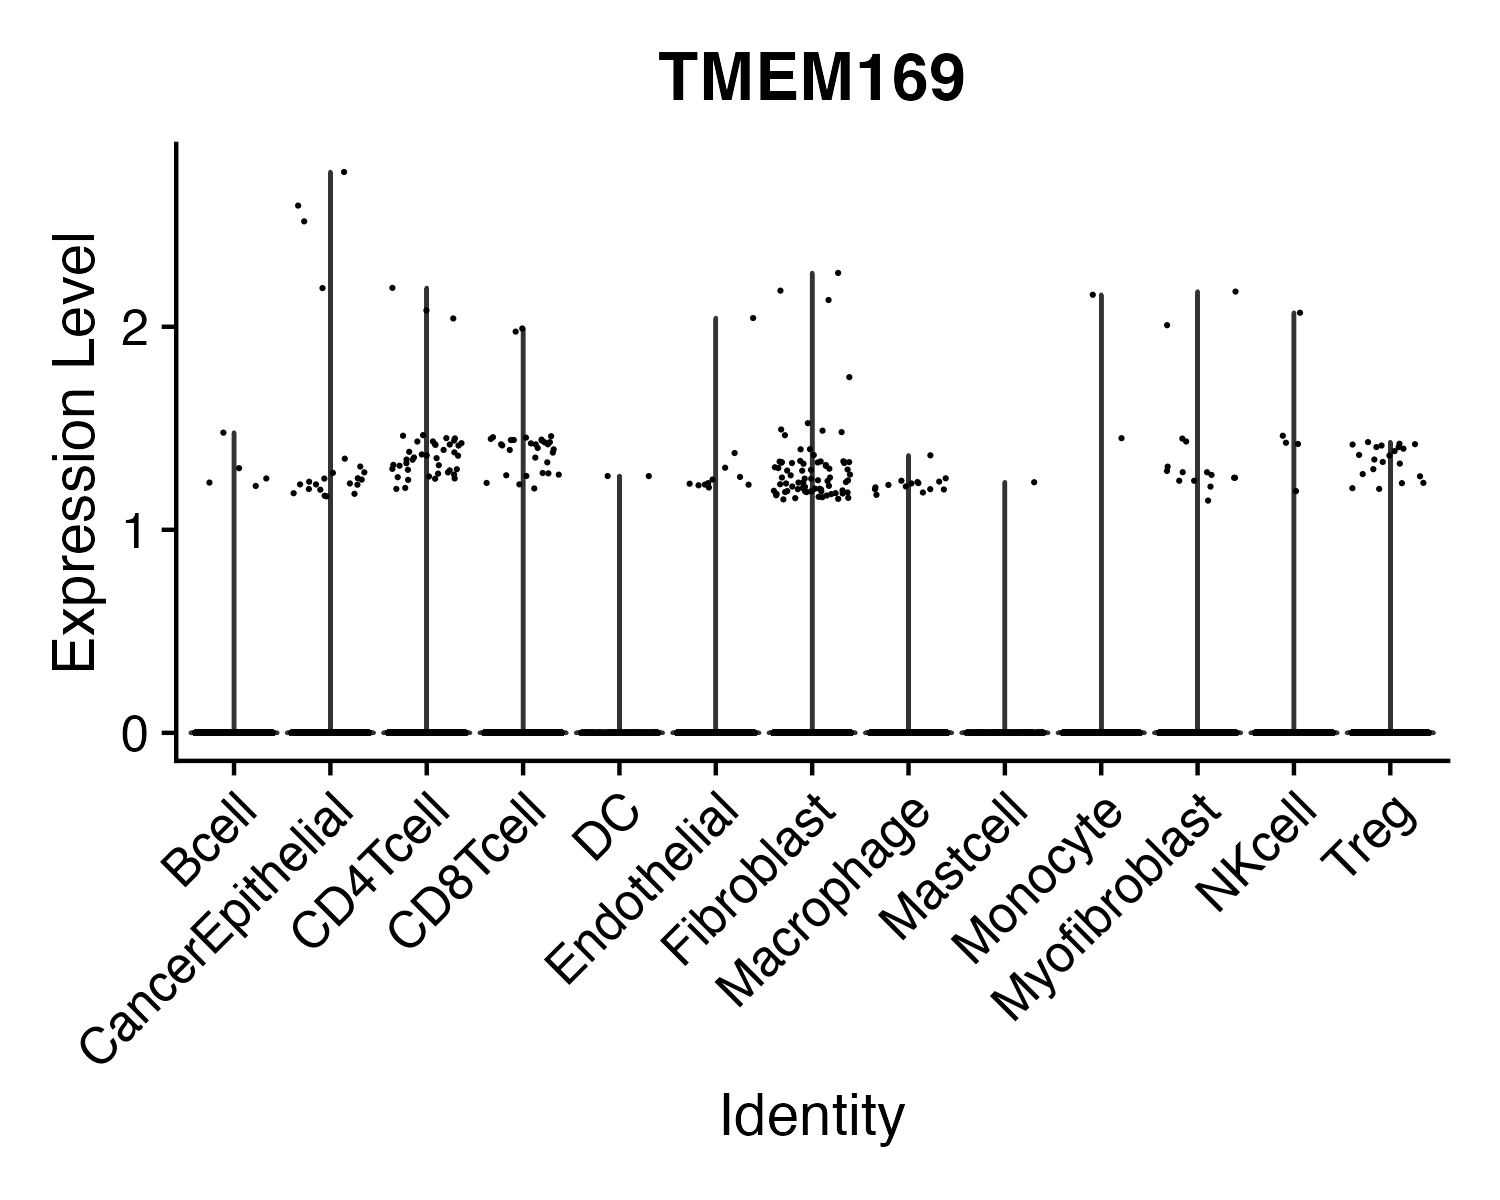 TMEM169
Expression Level
2
1
0
Bcell
CancerEpithelial
CD4Tcell
CD8Tcell
DC
Endothelial
Fibroblast
Macrophage
Mastcell
Monocyte
Myofibroblast
NKcell
Treg
Identity